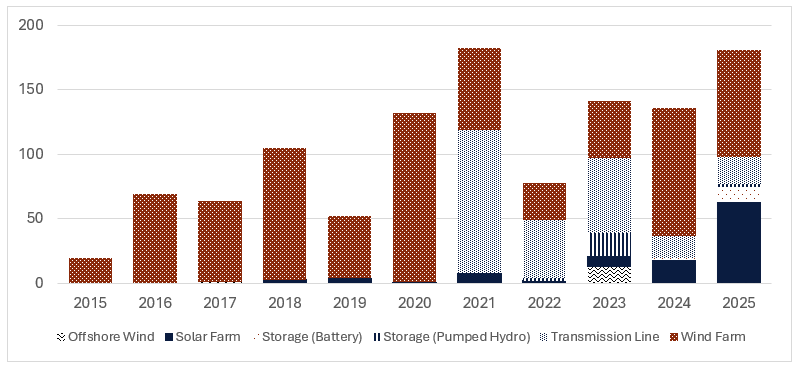 200
150
100
50
0
2015 2016 2017 2018 2019 2020 2021 2022 2023 2024 2025
Offshore Wind Solar Farm Storage (Battery) Storage (Pumped Hydro) Transmission Line Wind Farm